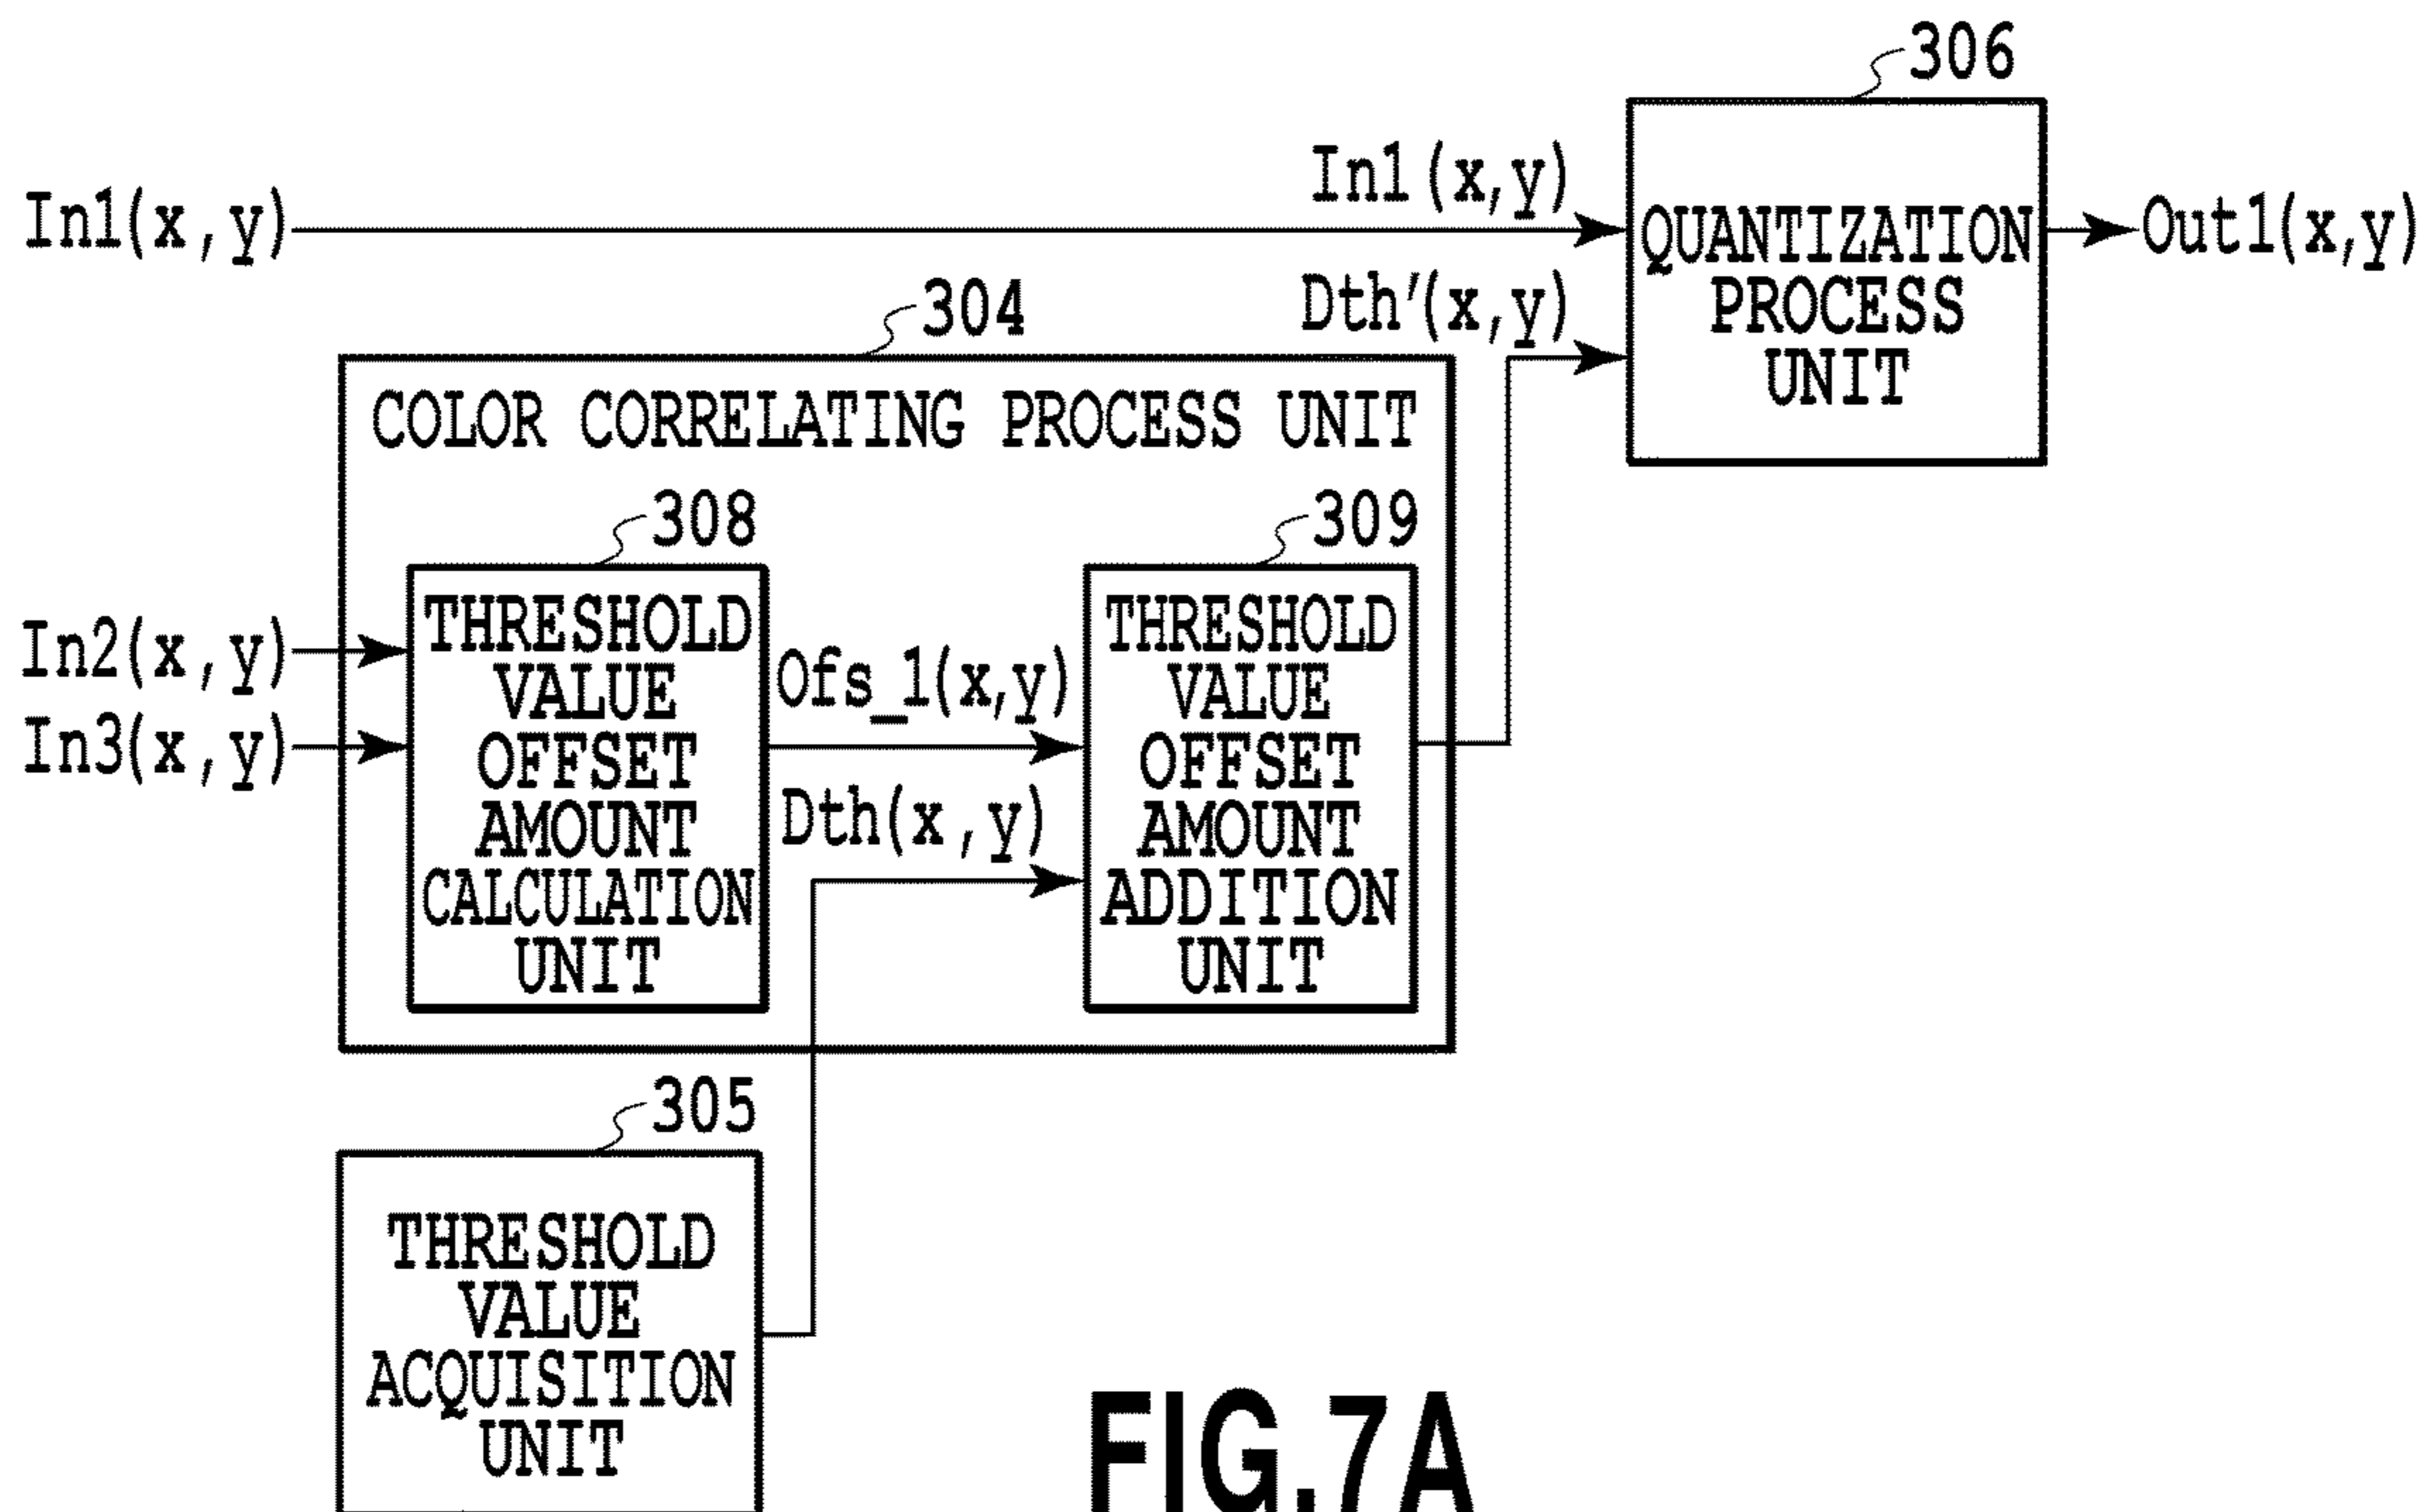 306
In1(x,y)
In1(x,y)
QUANTIZATION
PROCESS
UNIT
Out1(x,y)
Dth'(x,y)
304
COLOR CORRELATING PROCESS UNIT
308
309
In2(x,y)
In3(x,y)
THRESHOLD
VALUE
OFFSET
AMOUNT
CALCULATION
UNIT
Ofs_1(x,y)
Dth(x,y)
THRESHOLD
VALUE
OFFSET
AMOUNT
ADDITION
UNIT
305
THRESHOLD
VALUE
ACQUISITION
UNIT
FIG.7A